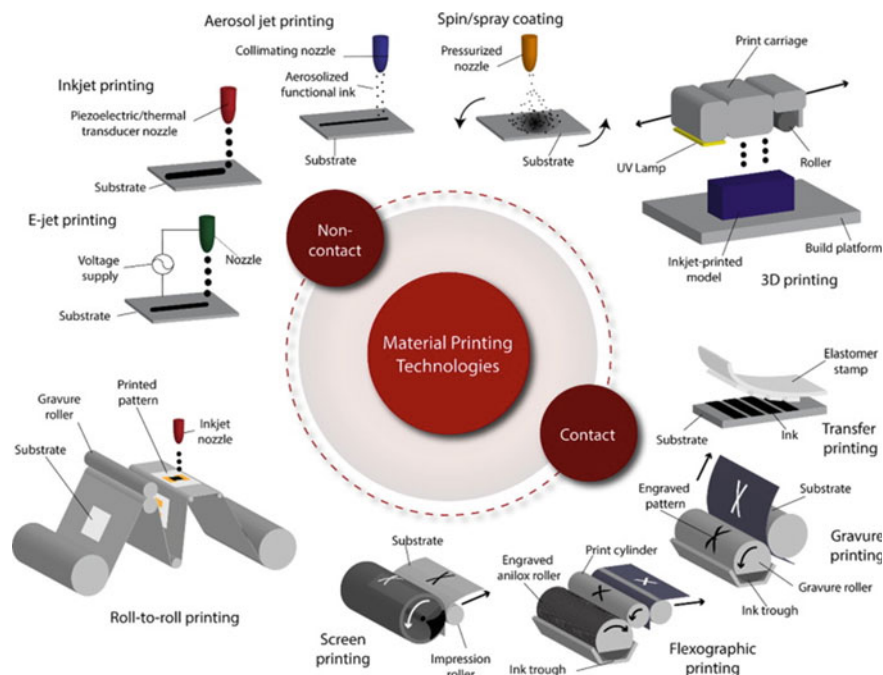 Aerosol jet printing
Collimating nozzle
Aerosolized
functional ink
Substrate
Spin/spray coating
Pressurized
nozzle
Substrate
Print carriage
UV Lamp
Roller
Inkjet-printed
model
Build platform
3D printing
Inkjet printing
Piezoelectric/thermal
transducer nozzle
Substrate
E-jet printing
Voltage
supply
Nozzle
Substrate
Non-
contact
Material Printing
Technologies
Contact
Elastomer
stamp
Substrate
Ink
Transfer
printing
Gravure
roller
Printed
pattern
Inkjet
nozzle
Substrate
Roll-to-roll printing
Engraved
pattern
Substrate
Gravure
printing
Gravure roller
Ink trough
Substrate
Screen
printing
Impression
roller
Engraved
anilox roller
Print cylinder
Ink trough
Flexographic
printing